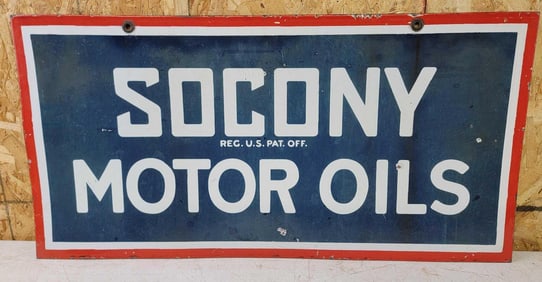 SOCONY
REG. U.S. PAT. OFF.
MOTOR OILS